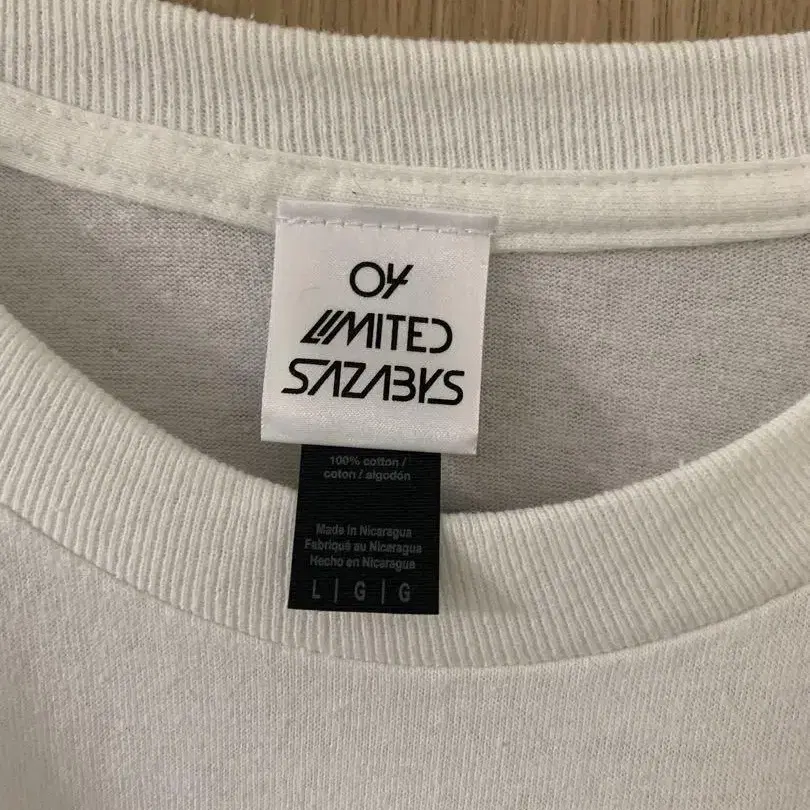 04
LIMITED
SAZABYS
100% cotton /
coton / algodón
Made in Nicaragua
Fabriqué au Nicaragua
Hecho en Nicaragua
L | G | G